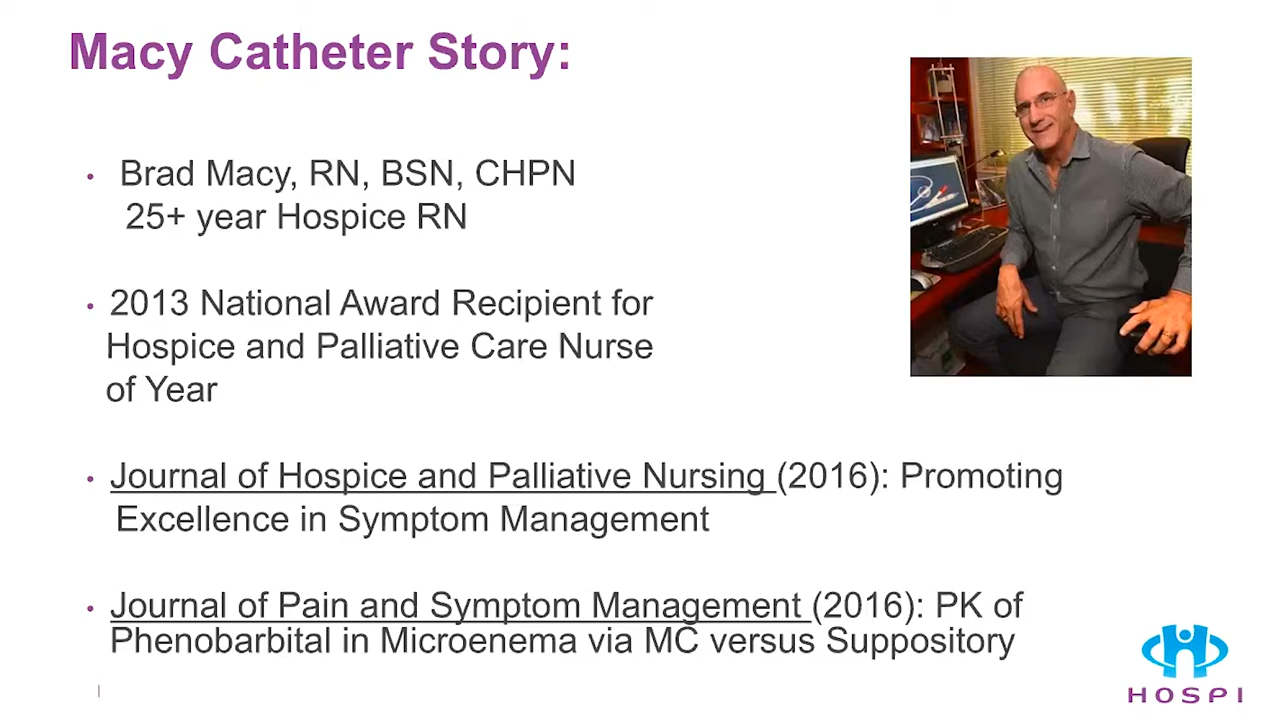 Macy Catheter Story:
• Brad Macy, RN, BSN, CHPN
25+ year Hospice RN
• 2013 National Award Recipient for
Hospice and Palliative Care Nurse
of Year
• Journal of Hospice and Palliative Nursing (2016): Promoting
Excellence in Symptom Management
• Journal of Pain and Symptom Management (2016): PK of
Phenobarbital in Microenema via MC versus Suppository
HOSPI